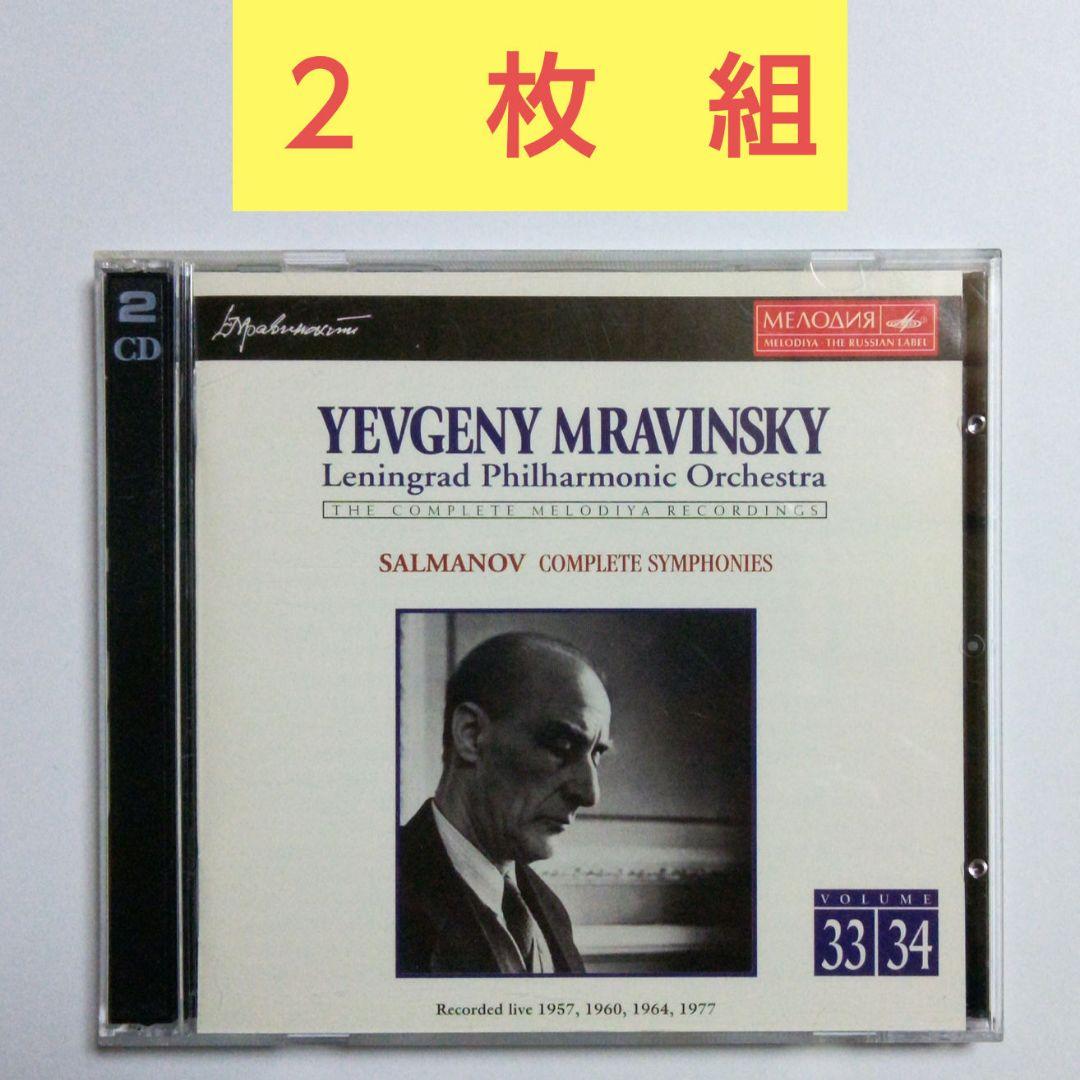 2 枚 組
2
CD
МЕЛОДИЯ
MELODIYA · THE RUSSIAN LABEL
YEVGENY MRAVINSKY
Leningrad Philharmonic Orchestra
THE COMPLETE MELODIYA RECORDINGS
SALMANOV COMPLETE SYMPHONIES
VOLUME
33 34
Recorded live 1957, 1960, 1964, 1977